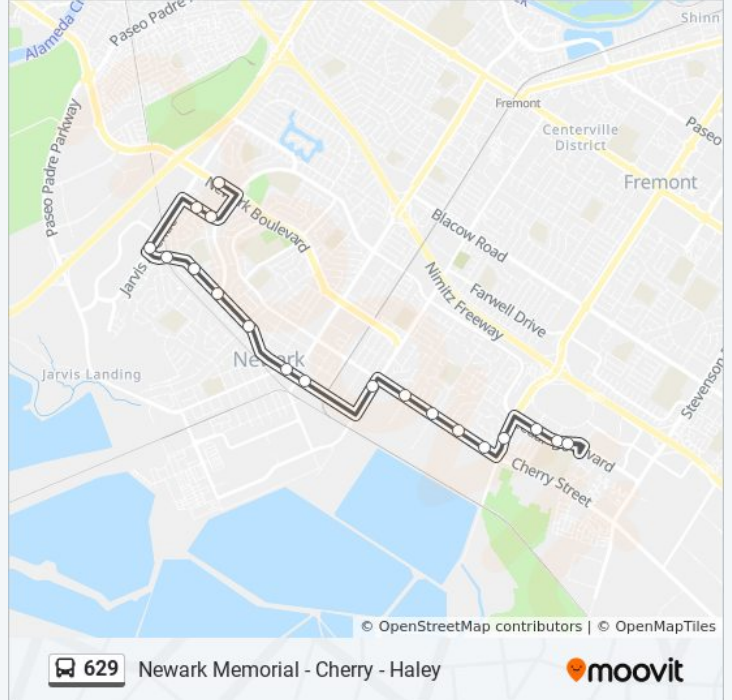 Shinn
Paseo Padre P
Alameda Cr
Fremont
Centerville
District
Paseo
Paseo Padre Parkway
Fremont
Newark Boulevard
Blacow Road
Jarvis
Nimitz Freeway
Farwell Drive
Newark
Jarvis Landing
Stevenson
Cherry Street
© OpenStreetMap contributors | © OpenMapTiles
629 Newark Memorial - Cherry - Haley
moovit